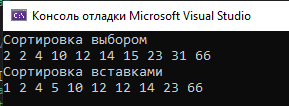 C:\ Консоль отладки Microsoft Visual Studio
Сортировка выбором
2 2 4 10 12 14 15 23 31 66
Сортировка вставками
1 2 4 5 10 12 12 14 23 66